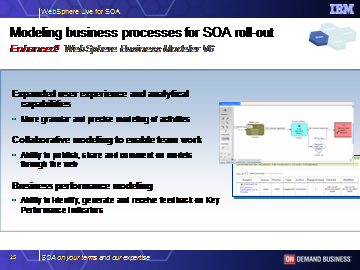 WebSphere Live for SOA
IBM
Modeling business processes for SOA roll-out
Enhanced! WebSphere Business Modeler V6
Expanded user experience and analytical
capabilities
More granular and precise modeling of activities
Collaborative modeling to enable team work
Ability to publish, share and comment on models
through the web
Business performance modeling
Ability to identify, generate and receive feedback on Key
Performance Indicators
SOA on your terms and our expertise
ON DEMAND BUSINESS